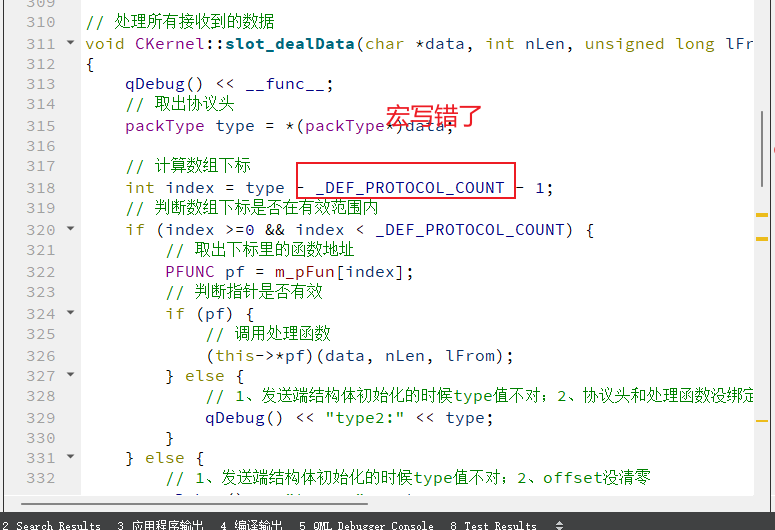 309
310 // 处理所有接收到的数据
311 void CKernel::slot_dealData(char *data, int nLen, unsigned long lFr
312 {
313 qDebug() << __func__;
314 // 取出协议头
宏写错了
315 packType type = *(packType*)data;
316
317 // 计算数组下标
318 int index = type - _DEF_PROTOCOL_COUNT - 1;
319 // 判断数组下标是否在有效范围内
320 if (index >=0 && index < _DEF_PROTOCOL_COUNT) {
321 // 取出下标里的函数地址
322 PFUNC pf = m_pFun[index];
323 // 判断指针是否有效
324 if (pf) {
325 // 调用处理函数
326 (this->*pf)(data, nLen, lFrom);
327 } else {
328 // 1、发送端结构体初始化的时候type值不对; 2、协议头和处理函数没绑定
329 qDebug() << "type2:" << type;
330 }
331 } else {
332 // 1、发送端结构体初始化的时候type值不对; 2、offset没清零
2 Search Results 3 应用程序输出 4 编译输出 5 QML Debugger Console 8 Test Results